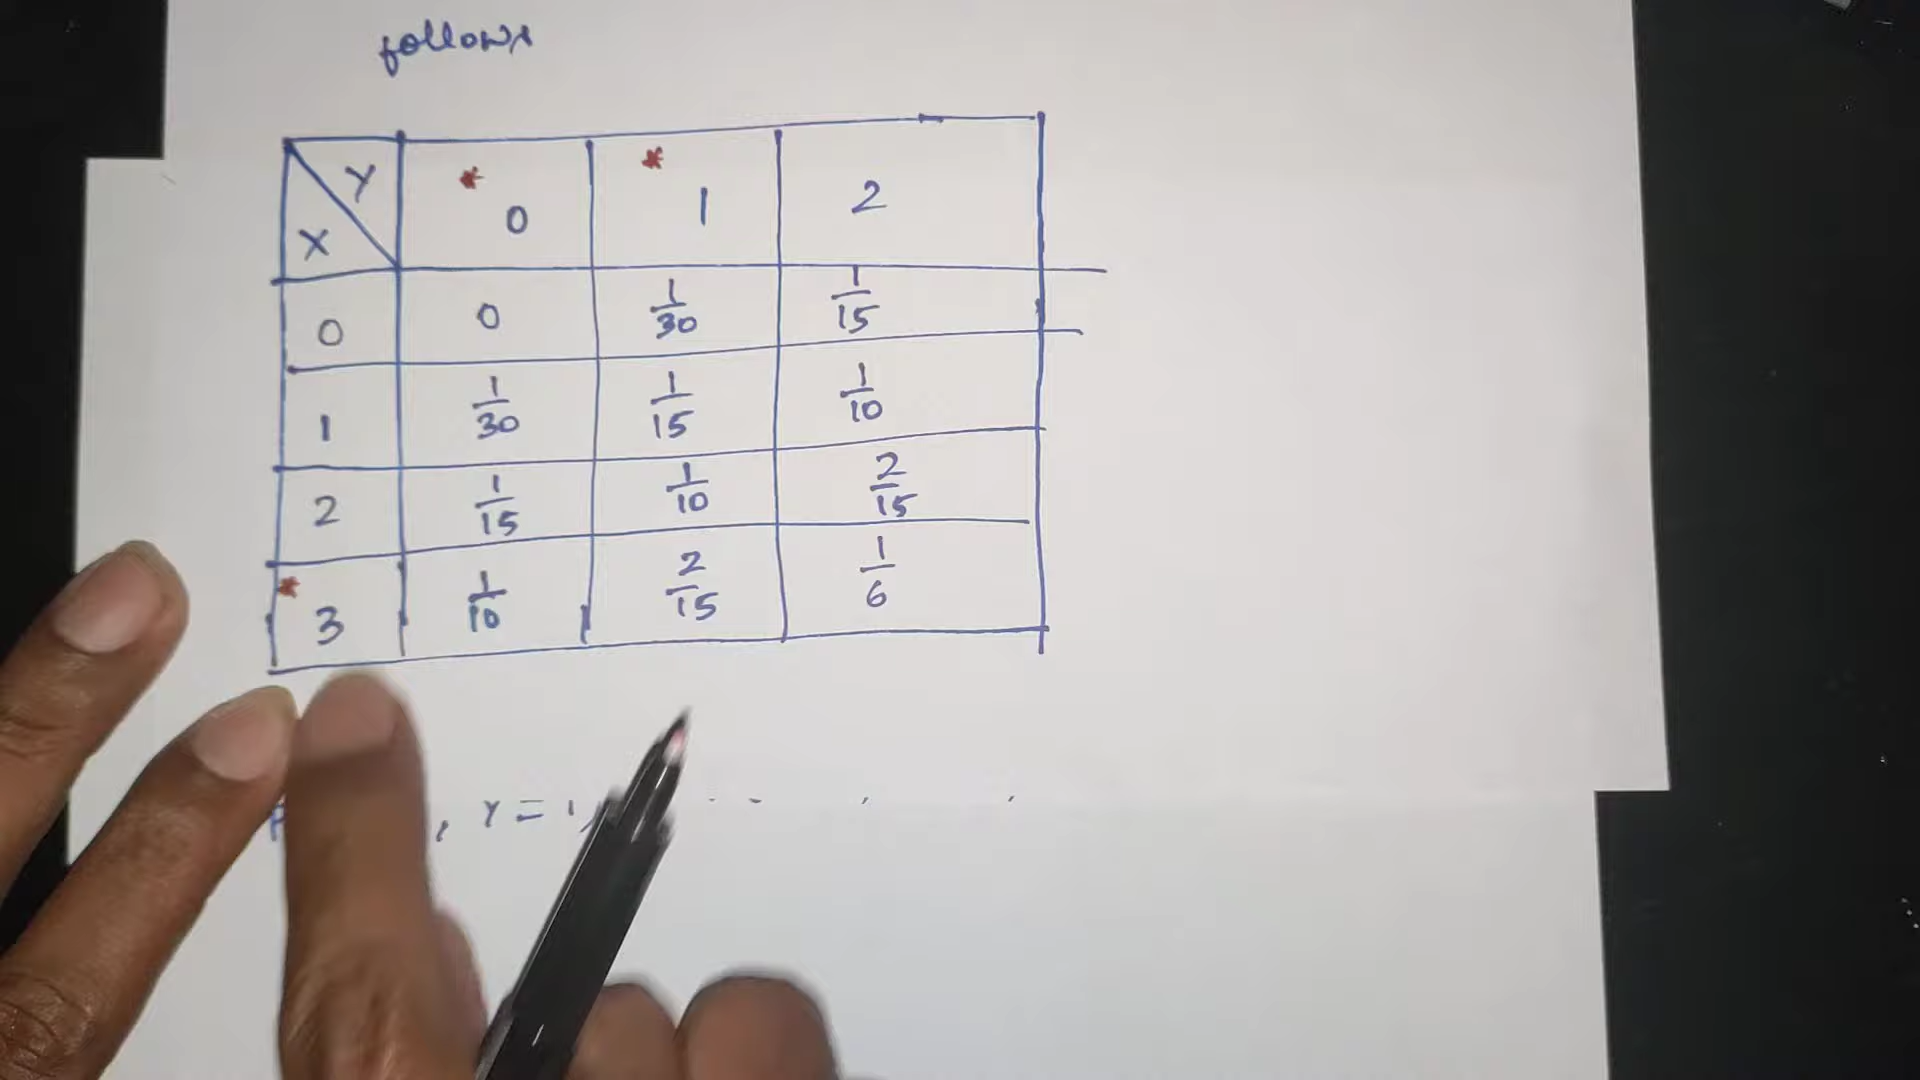 follows
Y X * 0 * 1 2
0 0 1/30 1/15
1 1/30 1/15 1/10
2 1/15 1/10 2/15
* 3 1/10 2/15 1/6
, Y = 1